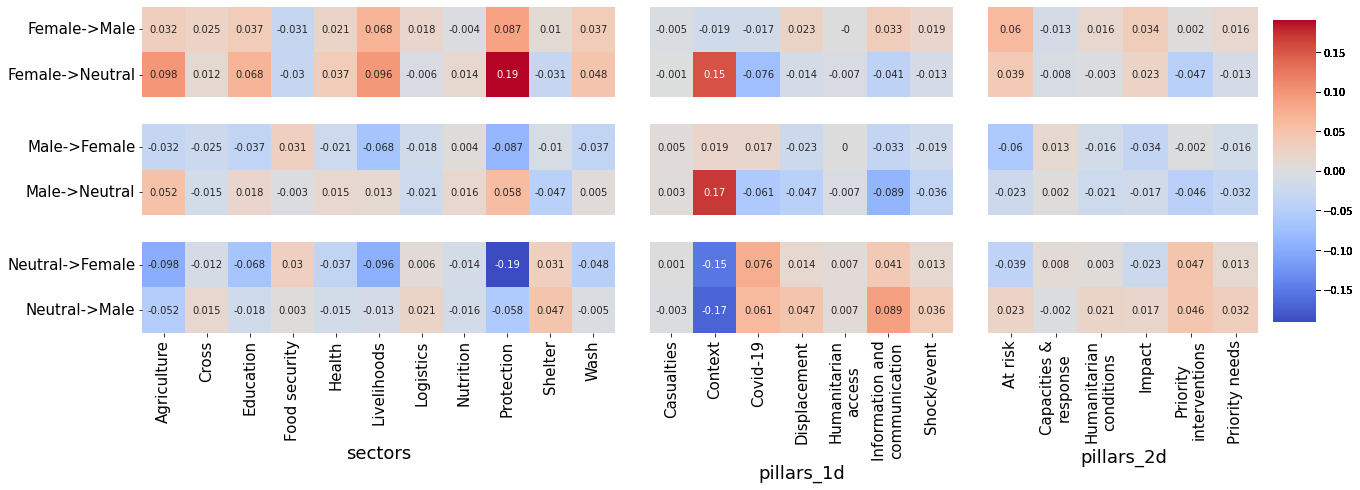 Female->Male 0.032 0.025 0.037 -0.031 0.021 0.068 0.018 -0.004 0.087 0.01 0.037 -0.005 -0.019 -0.017 0.023 -0 0.033 0.019 0.06 -0.013 0.016 0.034 0.002 0.016
Female->Neutral 0.098 0.012 0.068 -0.03 0.037 0.096 -0.006 0.014 0.19 -0.031 0.048 -0.001 0.15 -0.076 -0.014 -0.007 -0.041 -0.013 0.039 -0.008 -0.003 0.023 -0.047 -0.013
Male->Female -0.032 -0.025 -0.037 0.031 -0.021 -0.068 -0.018 0.004 -0.087 -0.01 -0.037 0.005 0.019 0.017 -0.023 0 -0.033 -0.019 -0.06 0.013 -0.016 -0.034 -0.002 -0.016
Male->Neutral 0.052 -0.015 0.018 -0.003 0.015 0.013 -0.021 0.016 0.058 -0.047 0.005 0.003 0.17 -0.061 -0.047 -0.007 -0.089 -0.036 -0.023 0.002 -0.021 -0.017 -0.046 -0.032
Neutral->Female -0.098 -0.012 -0.068 0.03 -0.037 -0.096 0.006 -0.014 -0.19 0.031 -0.048 0.001 -0.15 0.076 0.014 0.007 0.041 0.013 -0.039 0.008 0.003 -0.023 0.047 0.013
Neutral->Male -0.052 0.015 -0.018 0.003 -0.015 -0.013 0.021 -0.016 -0.058 0.047 -0.005 -0.003 -0.17 0.061 0.047 0.007 0.089 0.036 0.023 -0.002 0.021 0.017 0.046 0.032
Agriculture
Cross
Education
Food security
Health
Livelihoods
Logistics
Nutrition
Protection
Shelter
Wash
sectors
Casualties
Context
Covid-19
Displacement
Humanitarian
access
Information and
communication
Shock/event
pillars_1d
At risk
Capacities &
response
Humanitarian
conditions
Impact
Priority
interventions
Priority needs
pillars_2d
0.15
0.10
0.05
0.00
−0.05
−0.10
−0.15